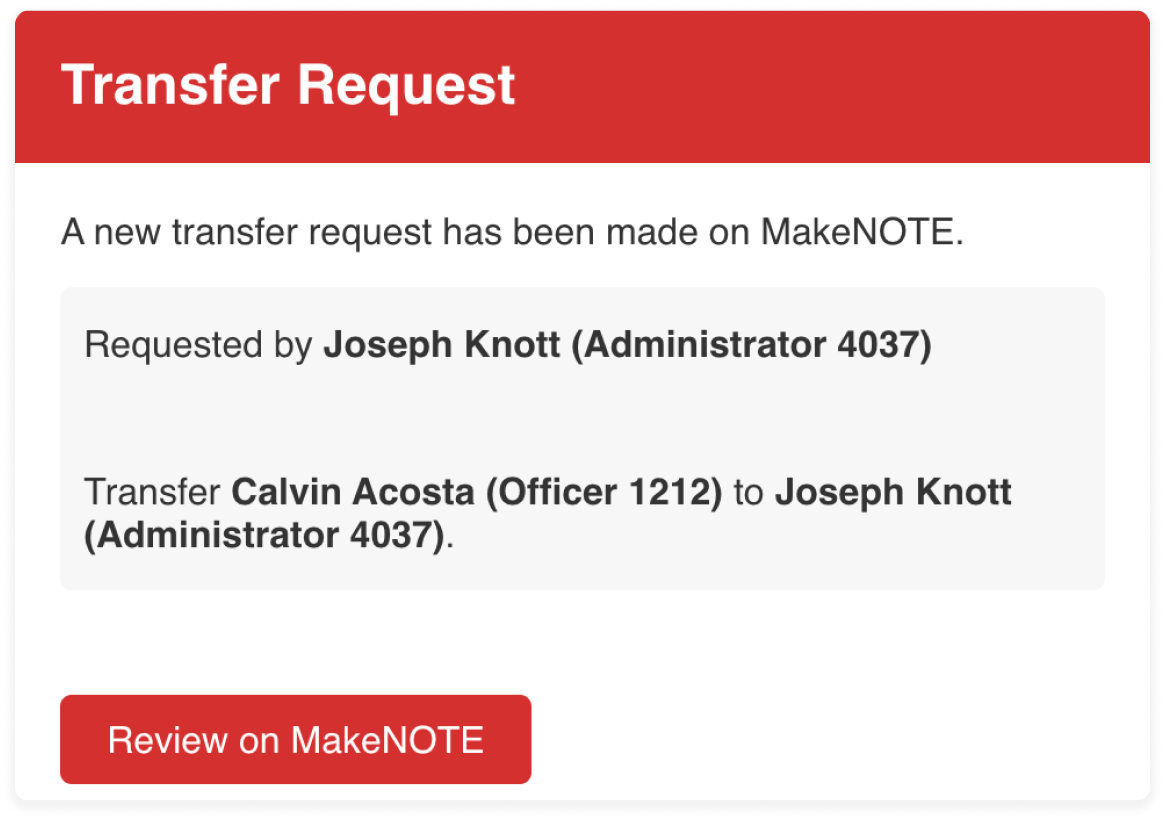 Transfer Request
A new transfer request has been made on MakeNOTE.
Requested by Joseph Knott (Administrator 4037)
Transfer Calvin Acosta (Officer 1212) to Joseph Knott
(Administrator 4037).
Review on MakeNOTE